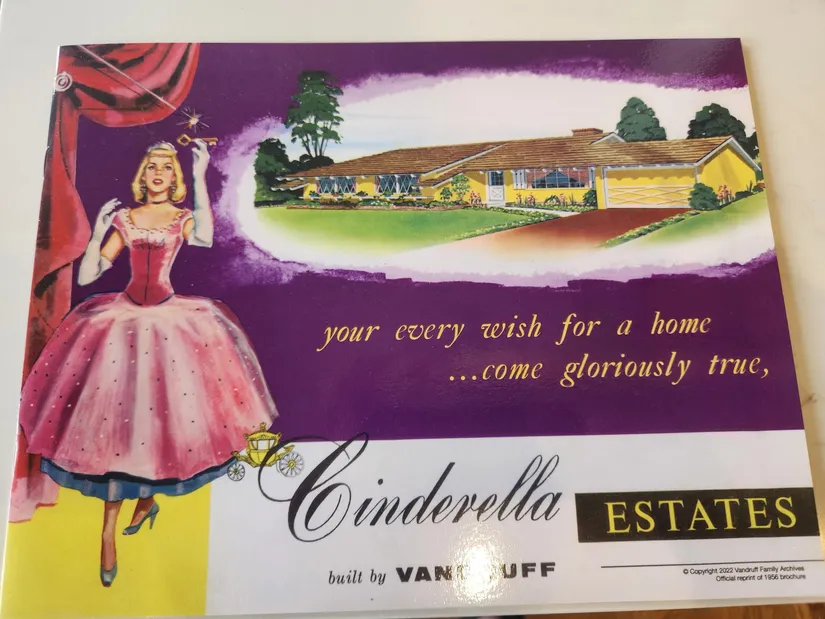 your every wish for a home
...come gloriously true,
Cinderella ESTATES
built by VANDRUFF
© Copyright 2022 Vandruff Family Archives
Official reprint of 1956 brochure